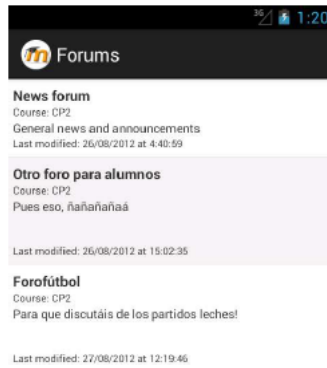 3G 1:20
Forums
News forum
Course: CP2
General news and announcements
Last modified: 26/08/2012 at 4:40:59
Otro foro para alumnos
Course: CP2
Pues eso, ñañañañaá
Last modified: 26/08/2012 at 15:02:35
Forofútbol
Course: CP2
Para que discutáis de los partidos leches!
Last modified: 27/08/2012 at 12:19:46